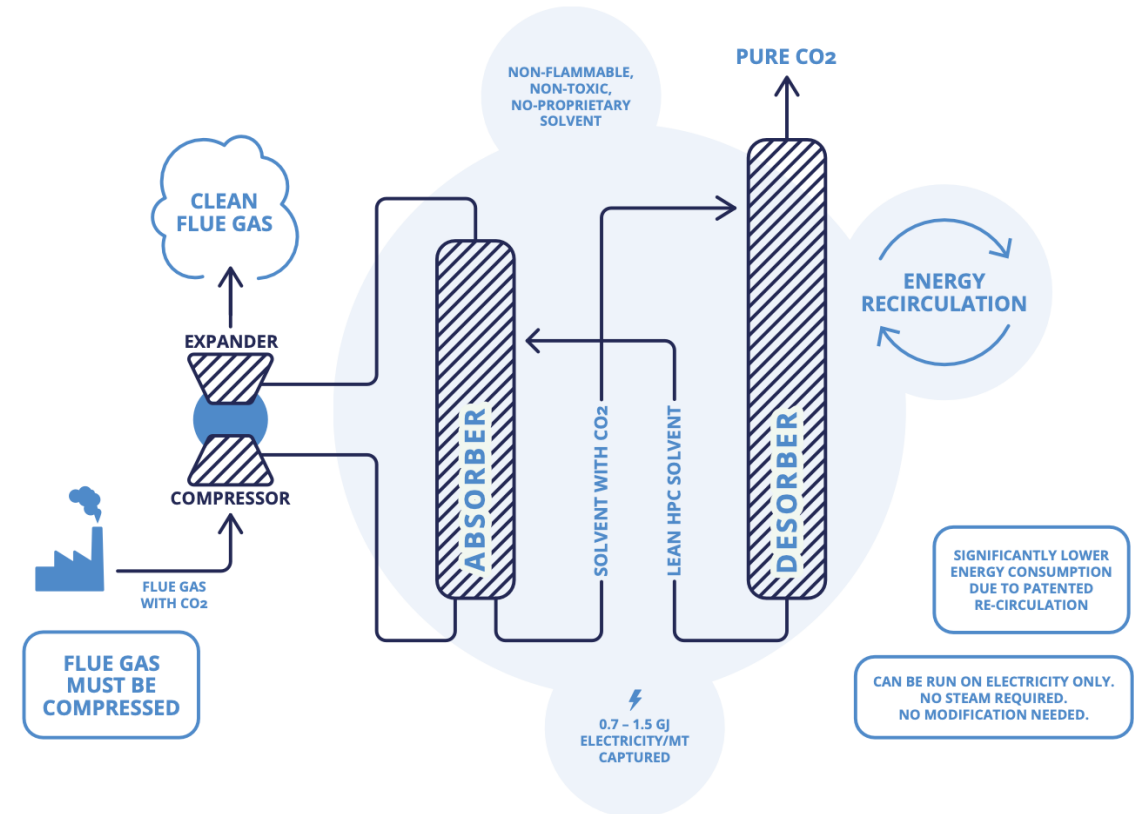 PURE CO2
NON-FLAMMABLE,
NON-TOXIC,
NO-PROPRIETARY
SOLVENT
CLEAN
FLUE GAS
ENERGY
RECIRCULATION
EXPANDER
COMPRESSOR
ABSORBER
SOLVENT WITH CO2
LEAN HPC SOLVENT
DESORBER
FLUE GAS
WITH CO2
FLUE GAS
MUST BE
COMPRESSED
SIGNIFICANTLY LOWER
ENERGY CONSUMPTION
DUE TO PATENTED
RE-CIRCULATION
CAN BE RUN ON ELECTRICITY ONLY.
NO STEAM REQUIRED.
NO MODIFICATION NEEDED.
0.7 – 1.5 GJ
ELECTRICITY/MT
CAPTURED